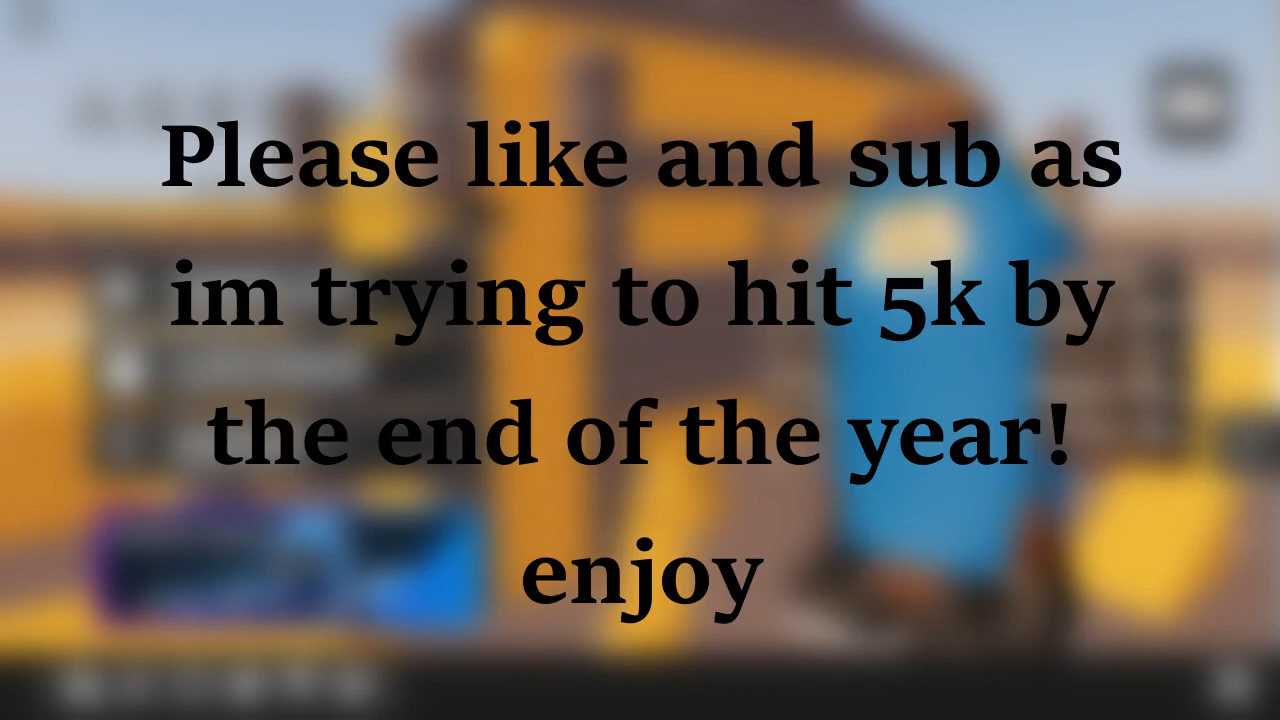 Please like and sub as
im trying to hit 5k by
the end of the year!
enjoy